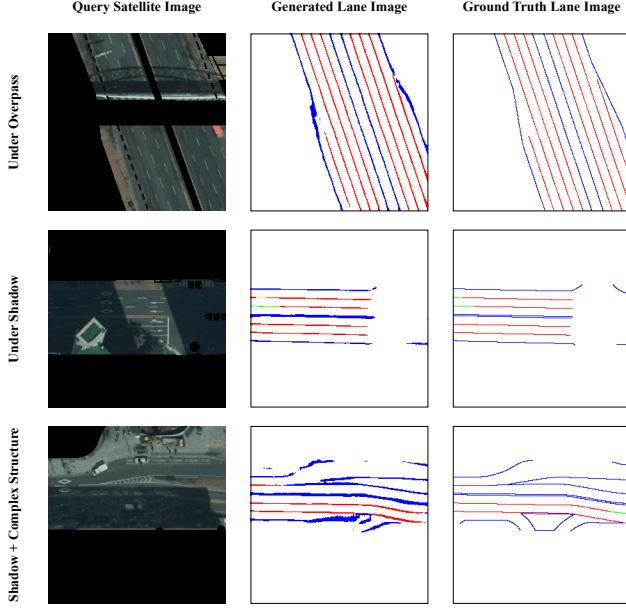 Query Satellite Image
Generated Lane Image
Ground Truth Lane Image
Under Overpass
Under Shadow
Shadow + Complex Structure